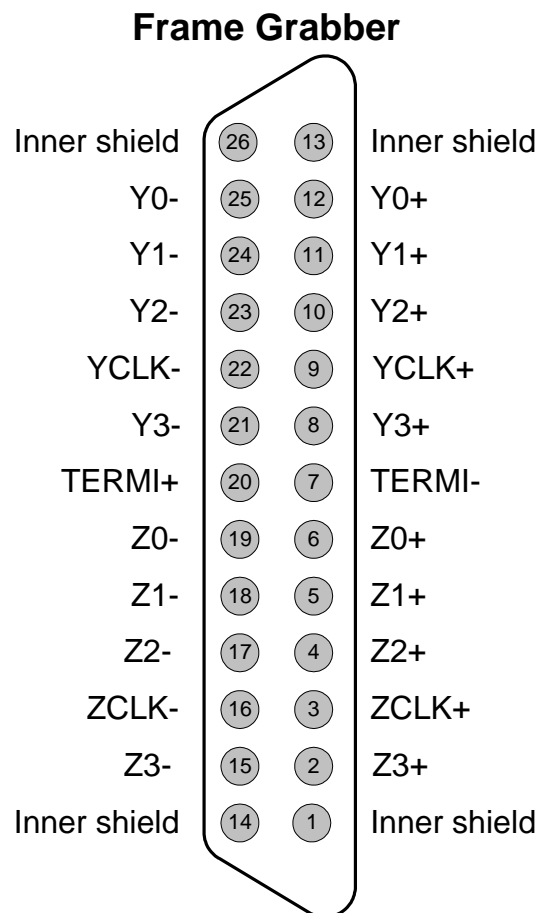 Frame Grabber
Inner shield 26 13 Inner shield
Y0- 25 12 Y0+
Y1- 24 11 Y1+
Y2- 23 10 Y2+
YCLK- 22 9 YCLK+
Y3- 21 8 Y3+
TERMI+ 20 7 TERMI-
Z0- 19 6 Z0+
Z1- 18 5 Z1+
Z2- 17 4 Z2+
ZCLK- 16 3 ZCLK+
Z3- 15 2 Z3+
Inner shield 14 1 Inner shield